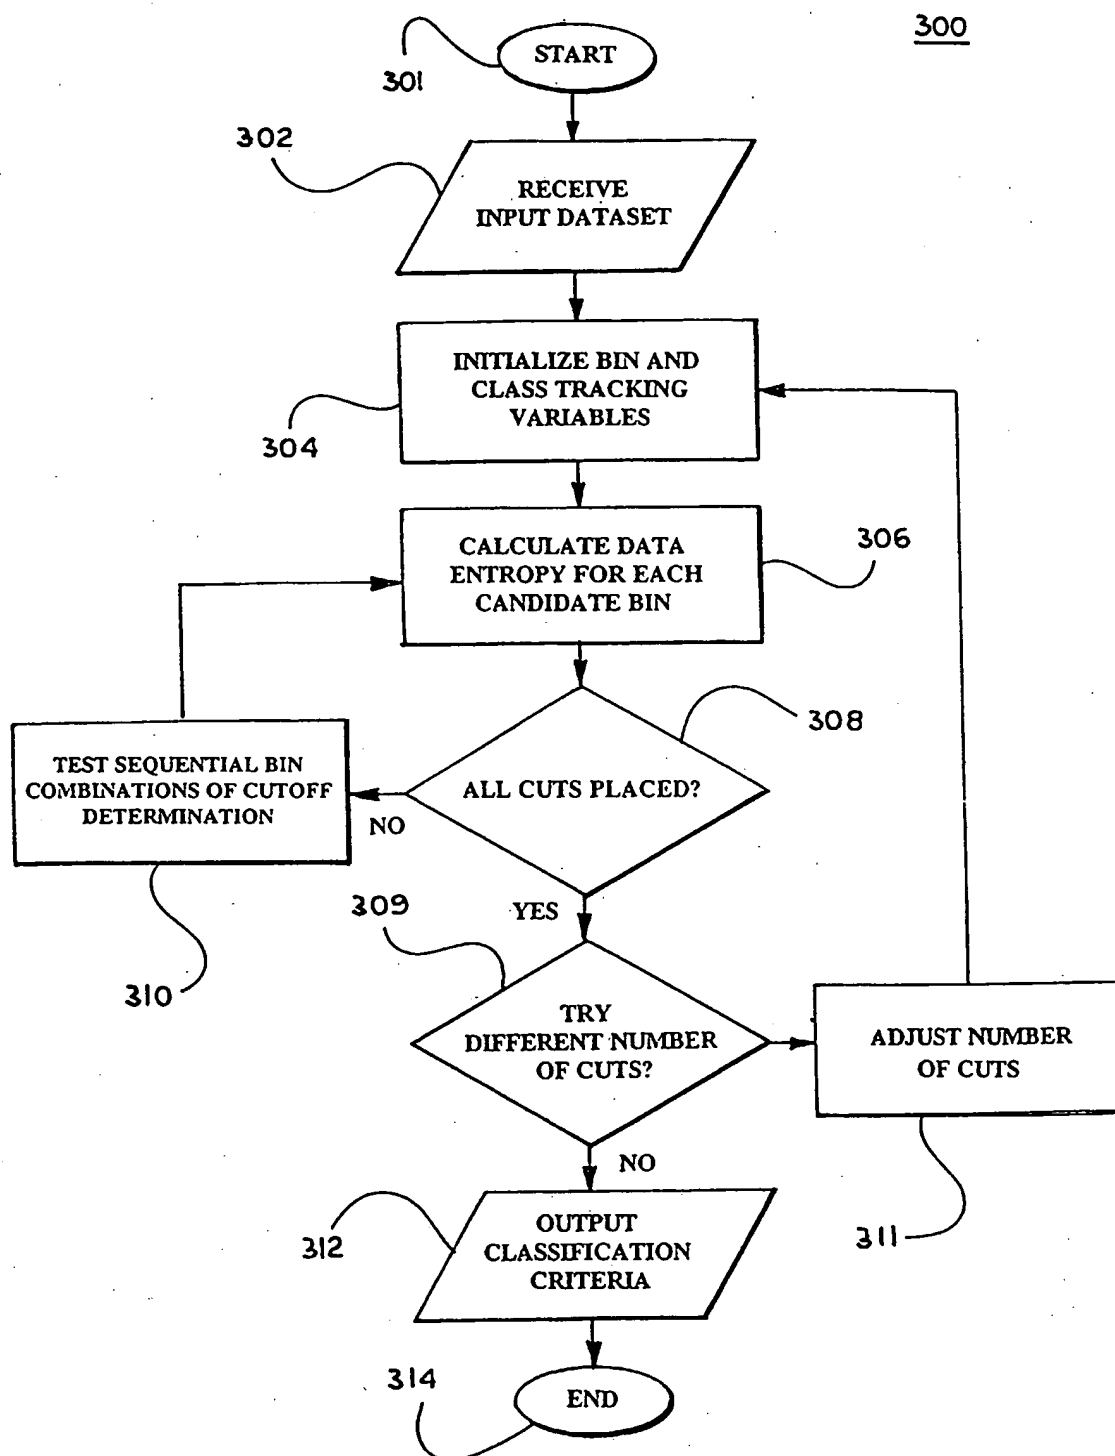 300
START
301
302
RECEIVE
INPUT DATASET
INITIALIZE BIN AND
CLASS TRACKING
VARIABLES
304
CALCULATE DATA
ENTROPY FOR EACH
CANDIDATE BIN
306
308
ALL CUTS PLACED?
TEST SEQUENTIAL BIN
COMBINATIONS OF CUTOFF
DETERMINATION
NO
310
YES
309
TRY
DIFFERENT NUMBER
OF CUTS?
ADJUST NUMBER
OF CUTS
311
NO
OUTPUT
CLASSIFICATION
CRITERIA
312
END
314